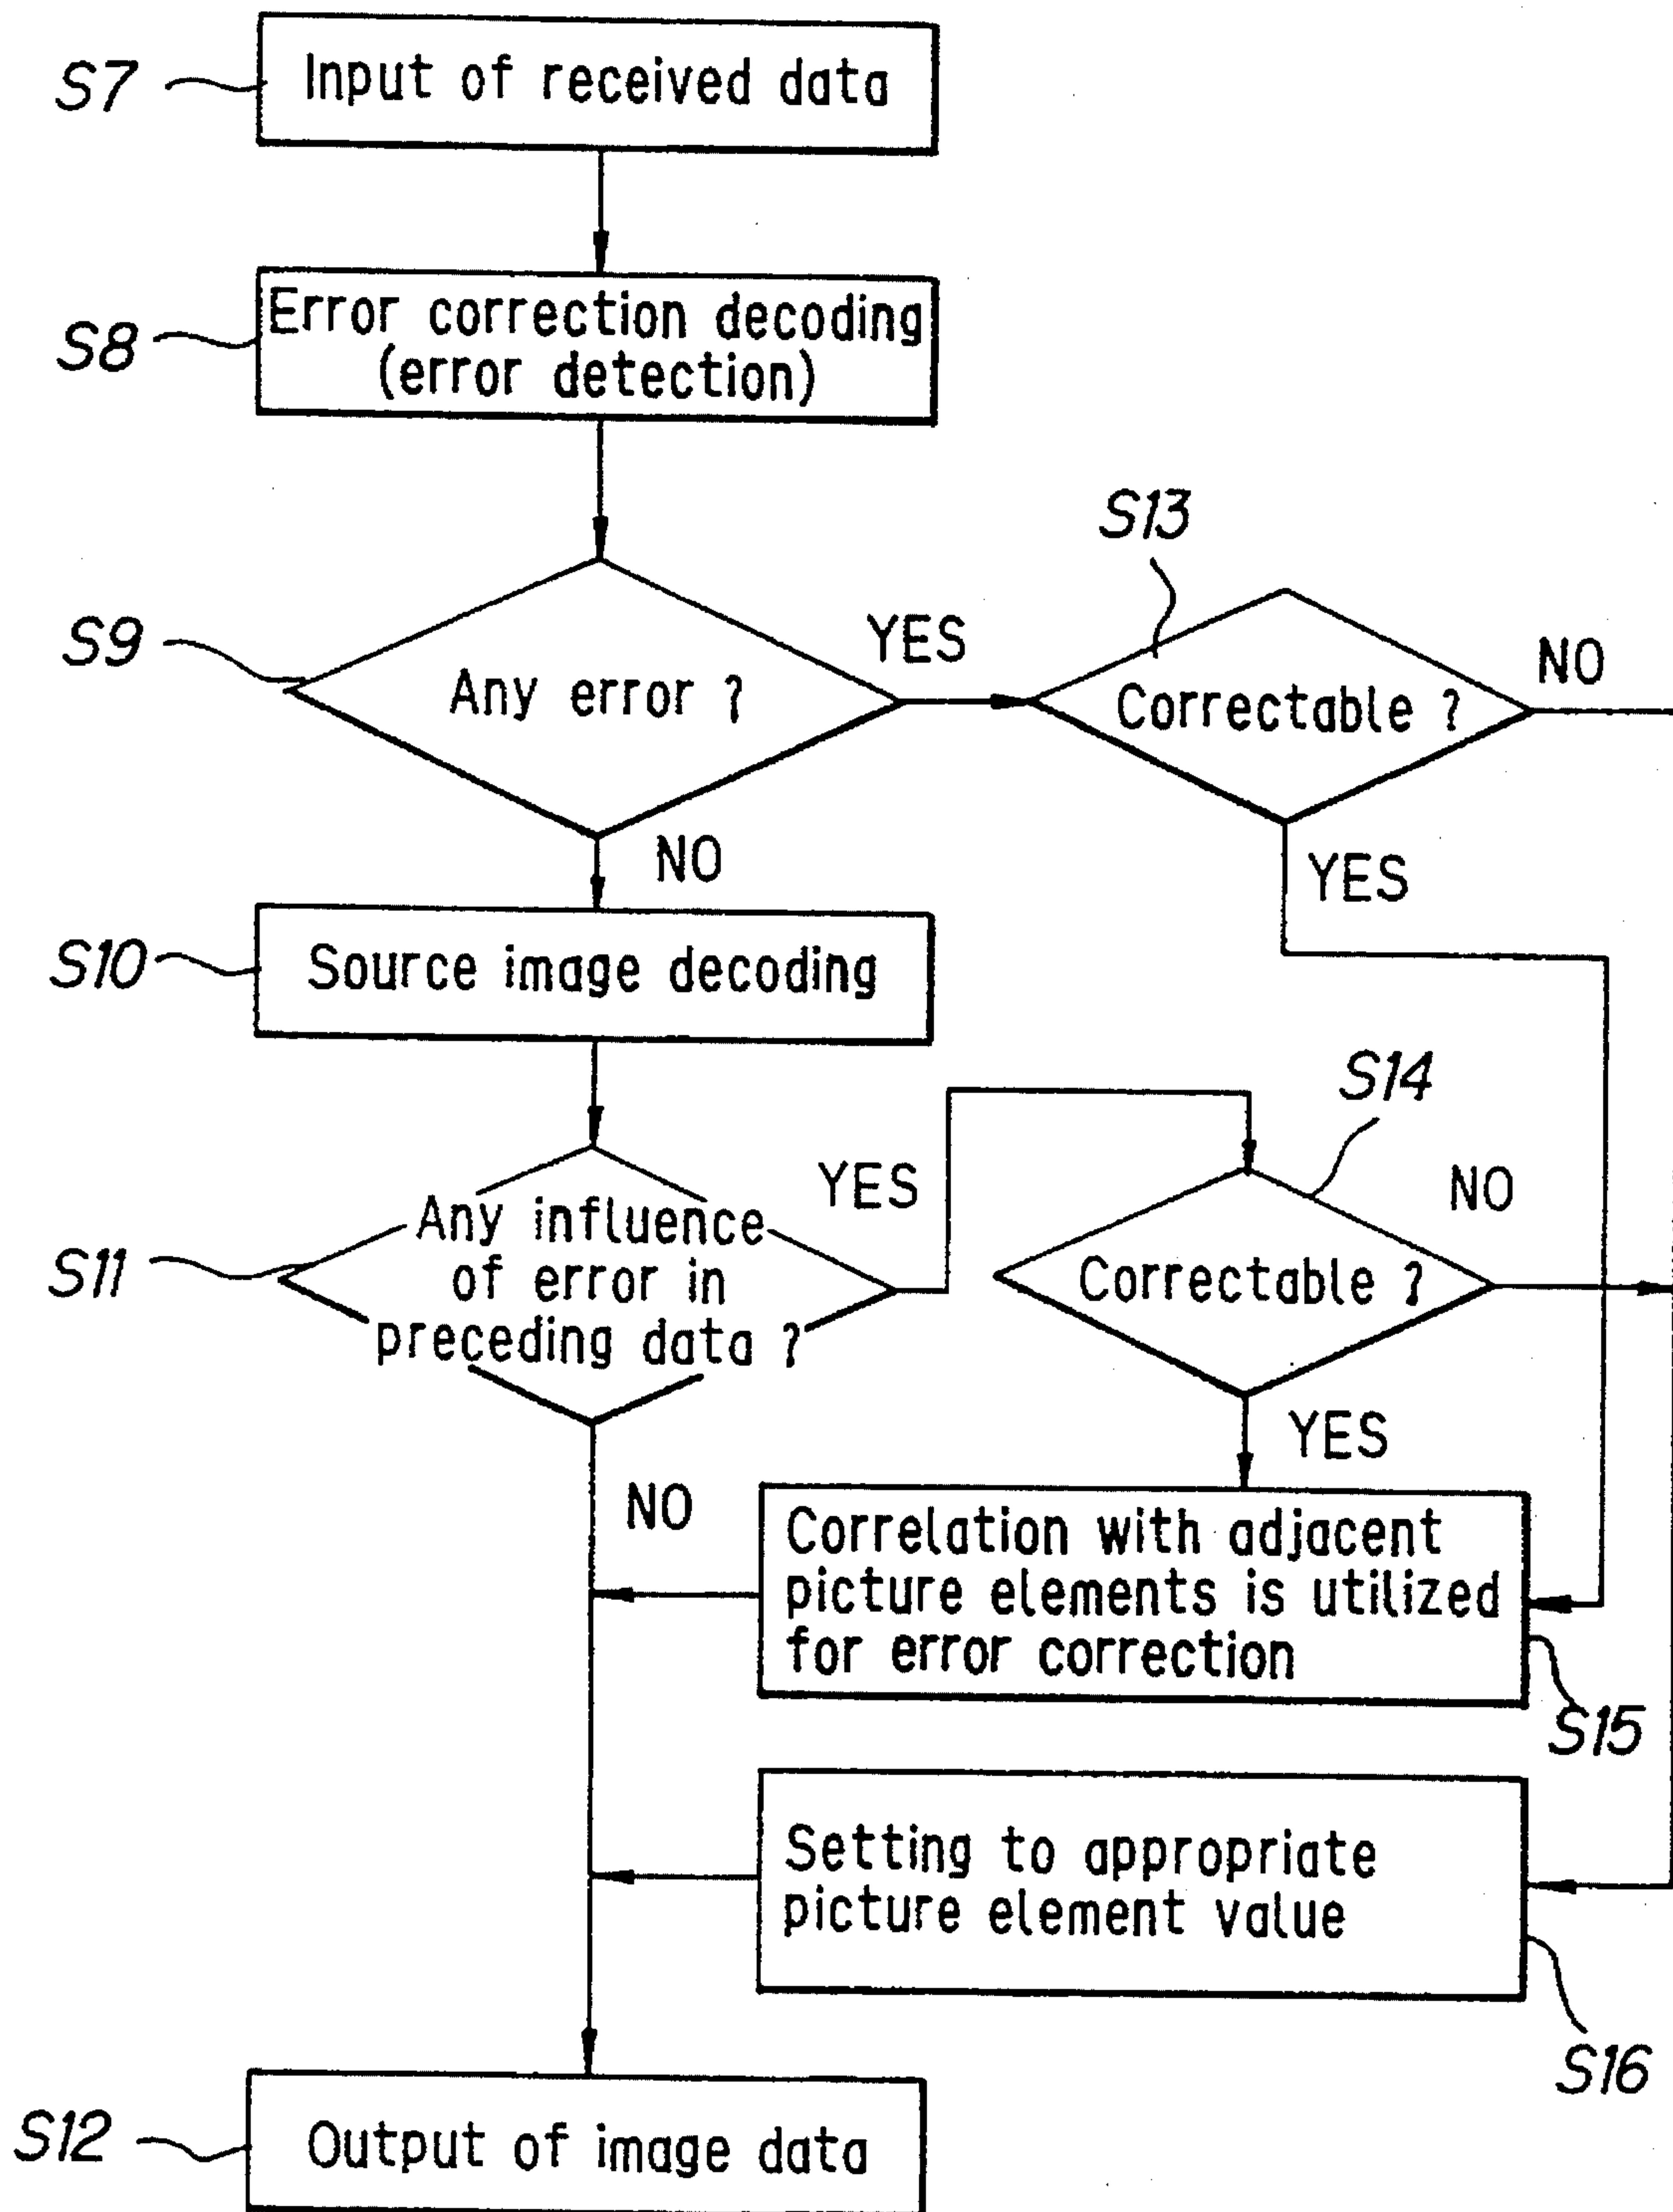 S7
Input of received data
S8
Error correction decoding
(error detection)
S13
S9
Any error ?
YES
Correctable ?
NO
NO
YES
S10
Source image decoding
S14
S11
Any influence
of error in
preceding data ?
YES
Correctable ?
NO
YES
NO
Correlation with adjacent
picture elements is utilized
for error correction
S15
Setting to appropriate
picture element value
S16
S12
Output of image data